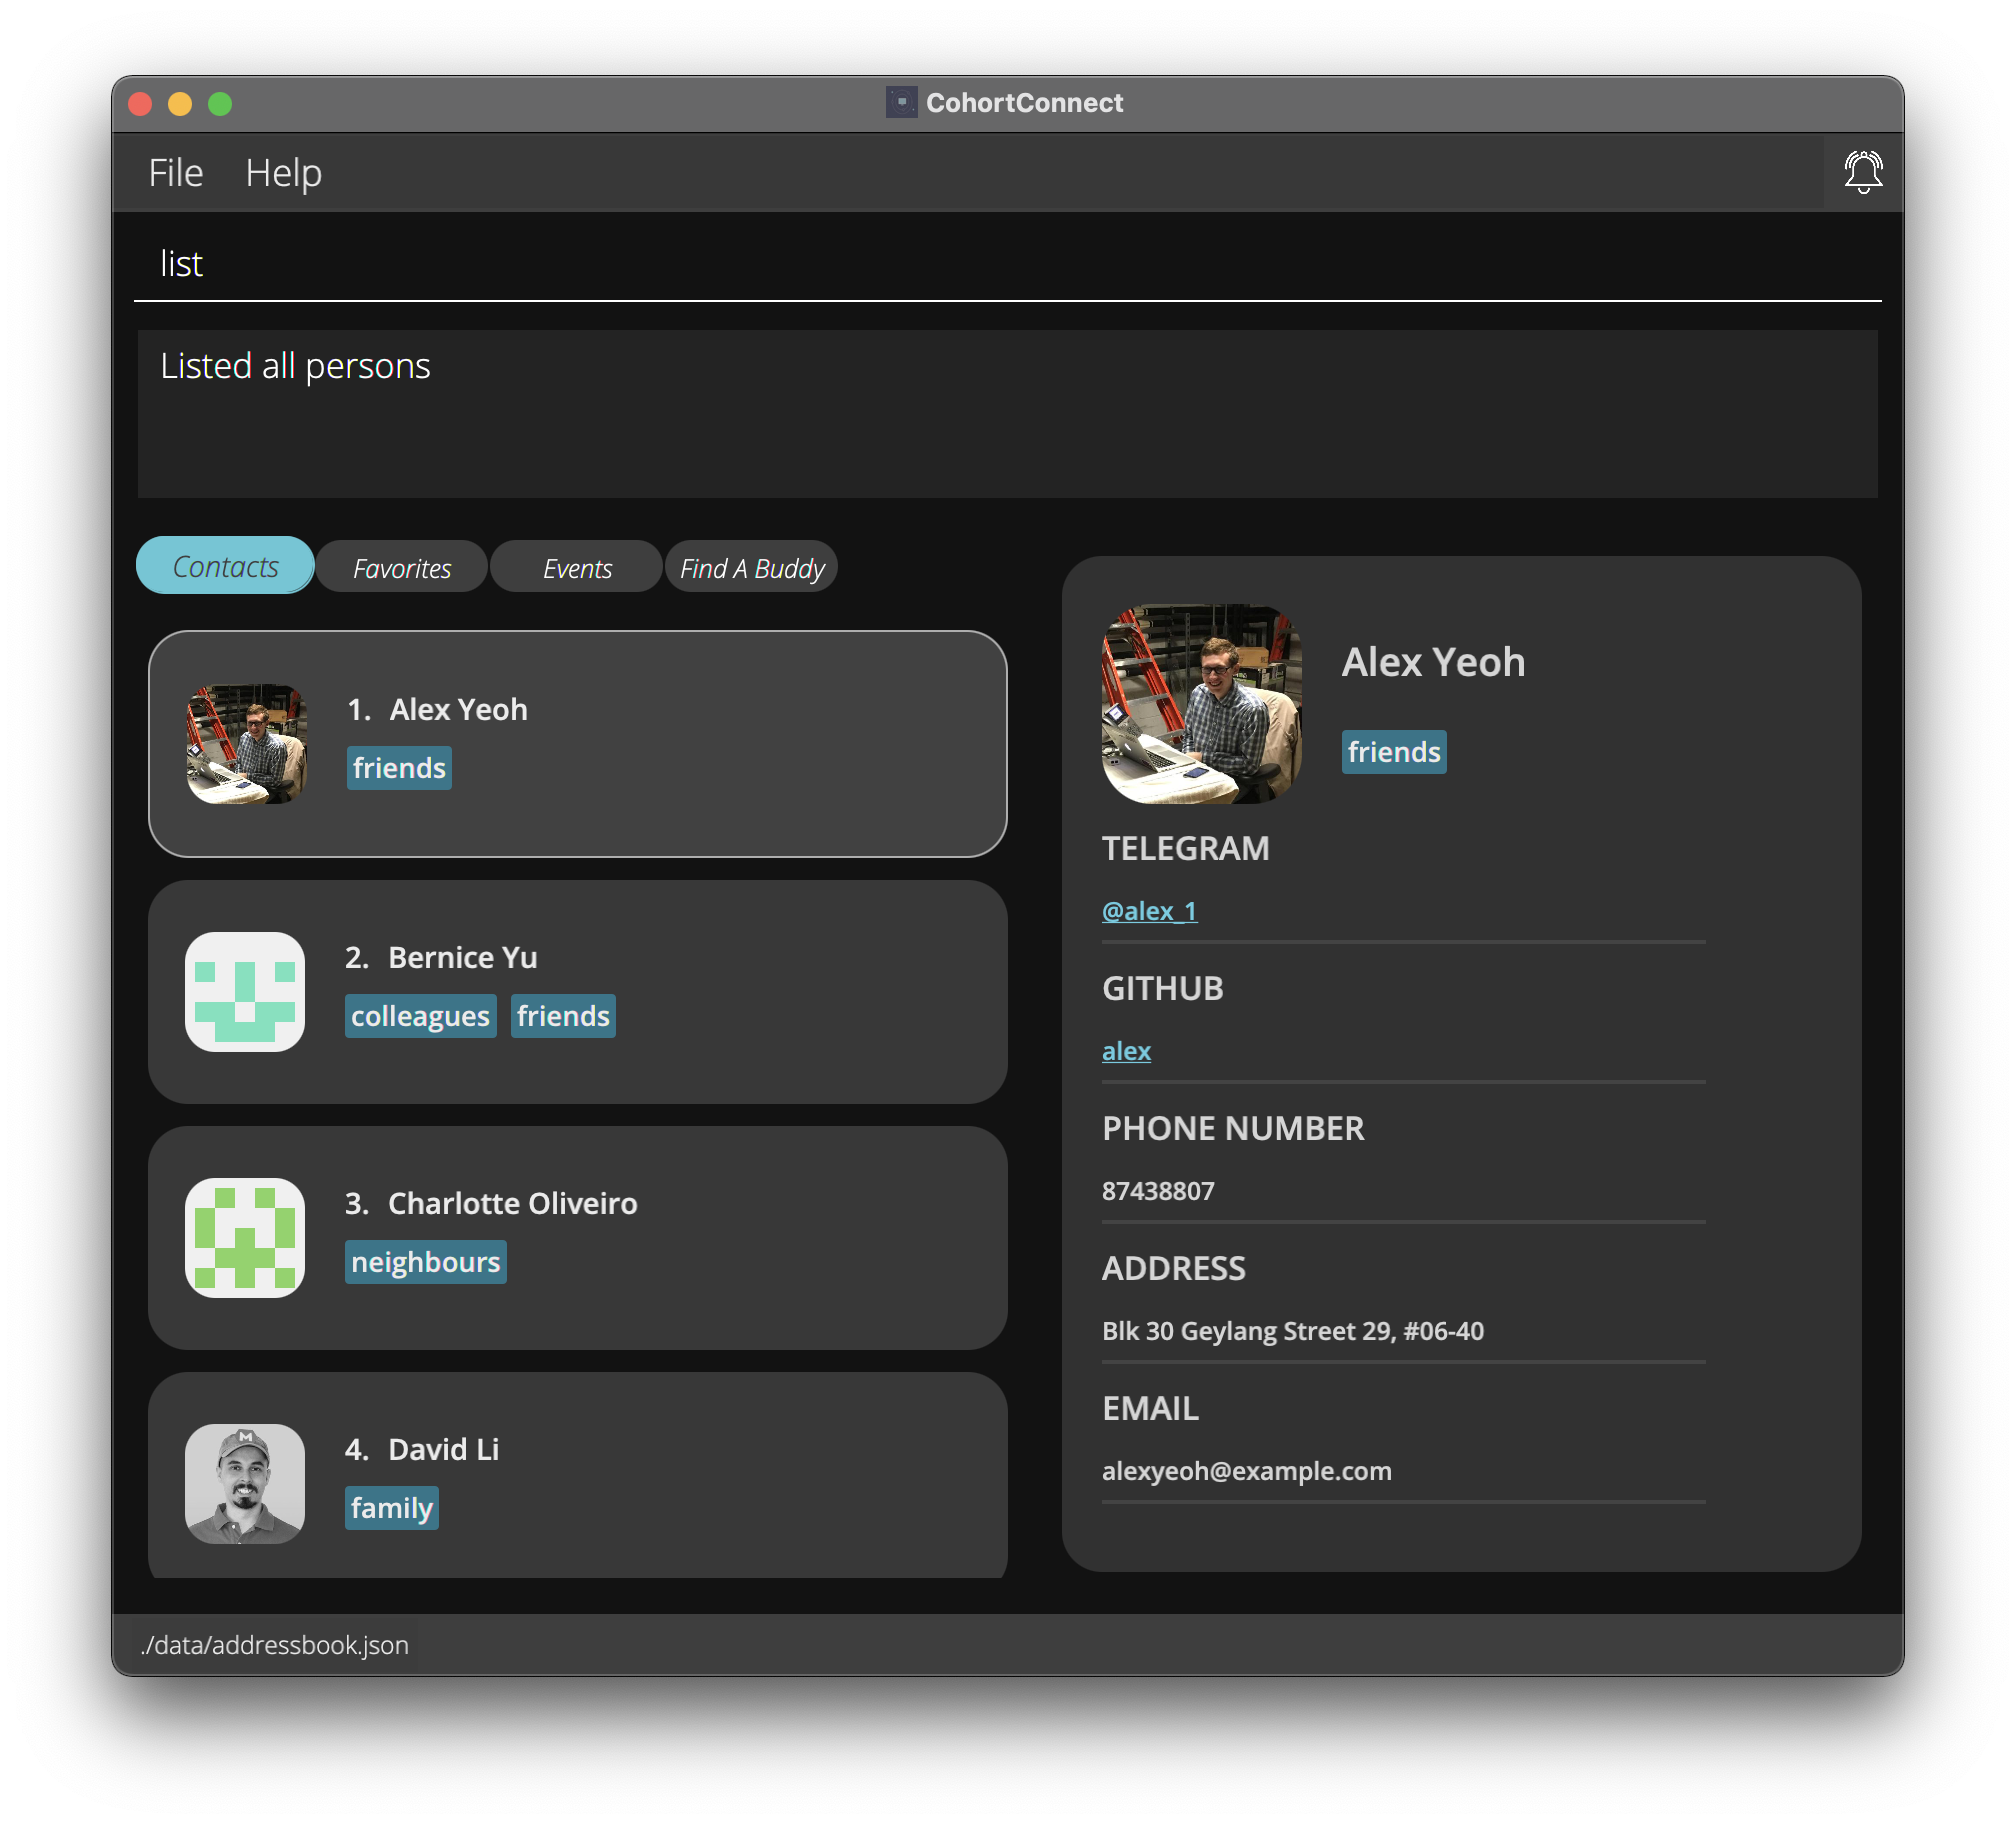 CohortConnect
File Help
list
Listed all persons
Contacts Favorites Events Find A Buddy
1. Alex Yeoh
friends
2. Bernice Yu
colleagues friends
3. Charlotte Oliveiro
neighbours
M
4. David Li
family
Alex Yeoh
friends
TELEGRAM
@alex_1
GITHUB
alex
PHONE NUMBER
87438807
ADDRESS
Blk 30 Geylang Street 29, #06-40
EMAIL
alexyeoh@example.com
./data/addressbook.json